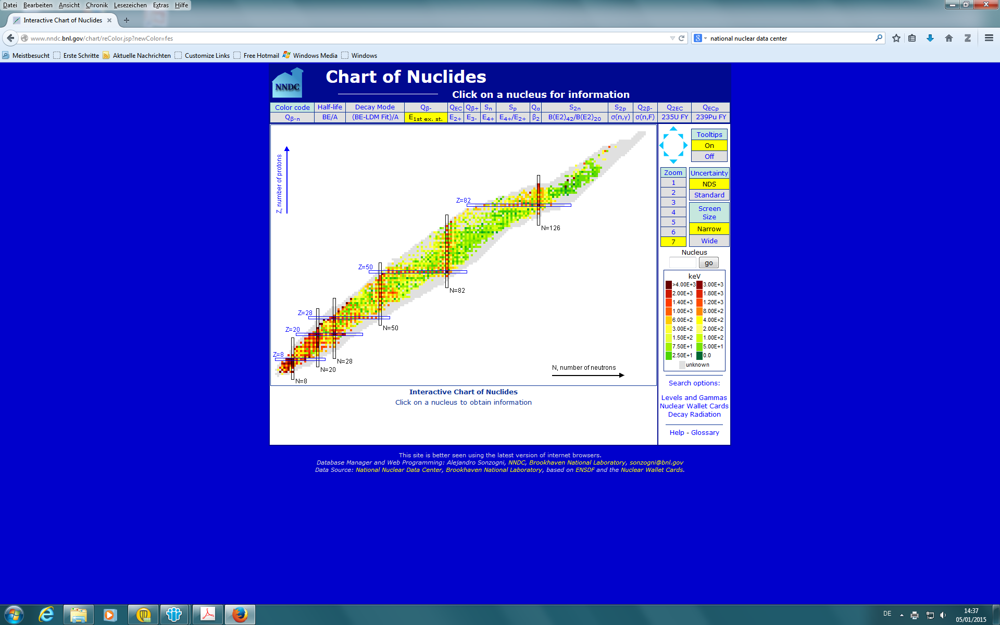 Datei Bearbeiten Ansicht Chronik Lesezeichen Extras Hilfe
Interactive Chart of Nuclides
www.nndc.bnl.gov/chart/reColor.jsp?newColor=fes
national nuclear data center
Meistbesucht Erste Schritte Aktuelle Nachrichten Customize Links Free Hotmail Windows Media Windows
NNDC
Chart of Nuclides
Click on a nucleus for information
Color code Half-life Decay Mode Qβ- QEC Qβ+ Sn Sp Qα S2n S2p Q2β- Q2EC QECp
Qβ-n BE/A (BE-LDM Fit)/A E1st ex. st. E2+ E3- E4+ E4+/E2+ β2 B(E2)42/B(E2)20 σ(n,γ) σ(n,F) 235U FY 239Pu FY
Z, number of protons
Z=82
N=126
Z=50
N=82
Z=28
N=50
Z=20
N=28
Z=8
N=20
N=8
N, number of neutrons
Interactive Chart of Nuclides
Click on a nucleus to obtain information
Tooltips
On
Off
Zoom
1
2
3
4
5
6
7
Uncertainty
NDS
Standard
Screen
Size
Narrow
Wide
Nucleus
go
keV
>4.00E+3 3.00E+3
2.00E+3 1.80E+3
1.40E+3 1.20E+3
1.00E+3 8.00E+2
6.00E+2 4.00E+2
3.00E+2 2.00E+2
1.50E+2 1.00E+2
7.50E+1 5.00E+1
2.50E+1 0.0
unknown
Search options:
Levels and Gammas
Nuclear Wallet Cards
Decay Radiation
Help - Glossary
This site is better seen using the latest version of internet browsers.
Database Manager and Web Programming: Alejandro Sonzogni, NNDC, Brookhaven National Laboratory, sonzogni@bnl.gov
Data Source: National Nuclear Data Center, Brookhaven National Laboratory, based on ENSDF and the Nuclear Wallet Cards.
DE
14:37
05/01/2015